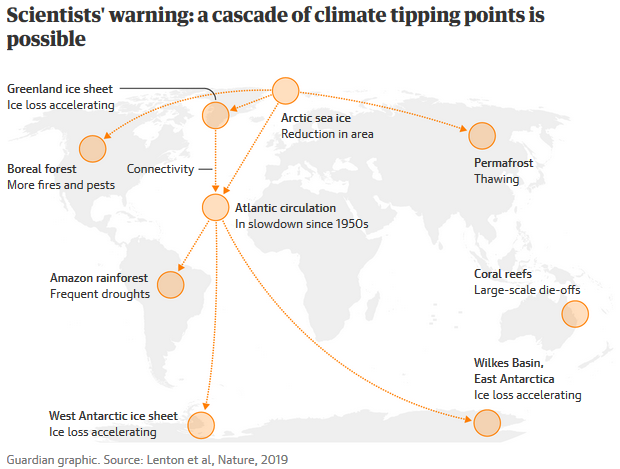 Scientists' warning: a cascade of climate tipping points is
possible
Greenland ice sheet
Ice loss accelerating
Arctic sea ice
Reduction in area
Boreal forest
More fires and pests
Connectivity
Permafrost
Thawing
Atlantic circulation
In slowdown since 1950s
Amazon rainforest
Frequent droughts
Coral reefs
Large-scale die-offs
Wilkes Basin,
East Antarctica
Ice loss accelerating
West Antarctic ice sheet
Ice loss accelerating
Guardian graphic. Source: Lenton et al, Nature, 2019